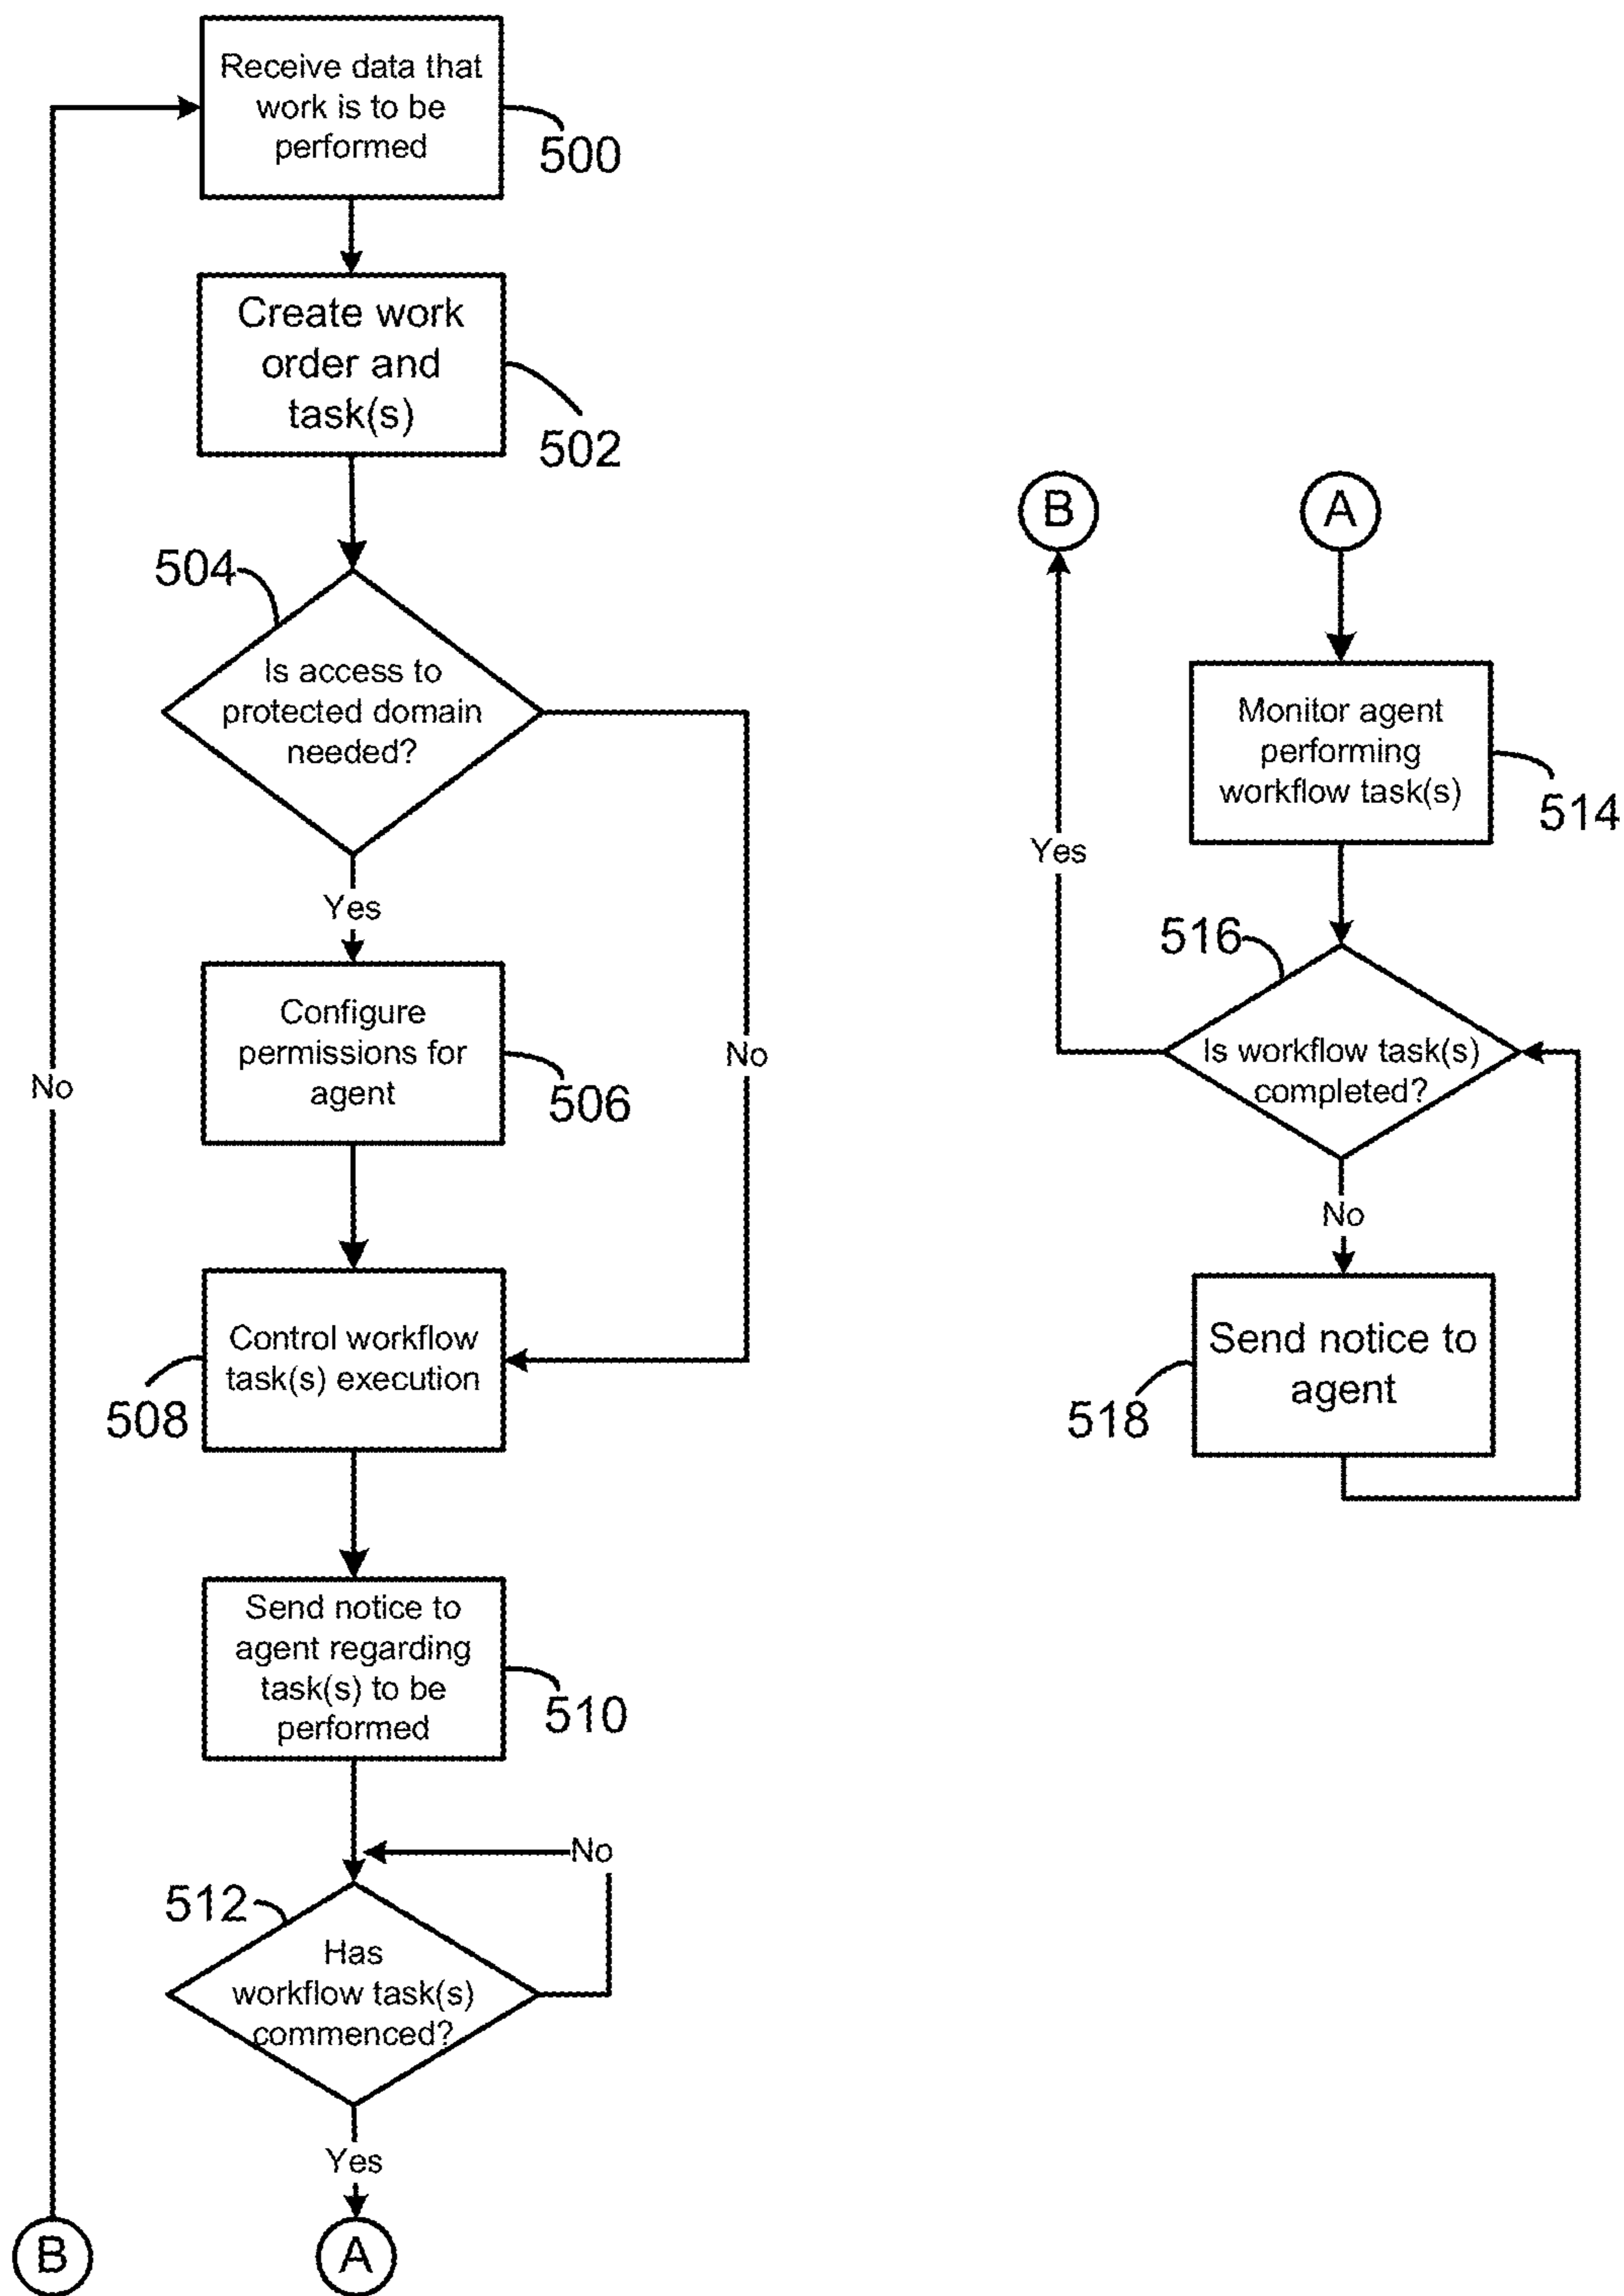 Receive data that
work is to be
performed
500
Create work
order and
task(s)
502
504
Is access to
protected domain
needed?
Yes
No
Configure
permissions for
agent
506
No
Control workflow
task(s) execution
508
Send notice to
agent regarding
task(s) to be
performed
510
No
512
Has
workflow task(s)
commenced?
Yes
B
A
B
A
Monitor agent
performing
workflow task(s)
514
Yes
516
Is workflow task(s)
completed?
No
Send notice to
agent
518